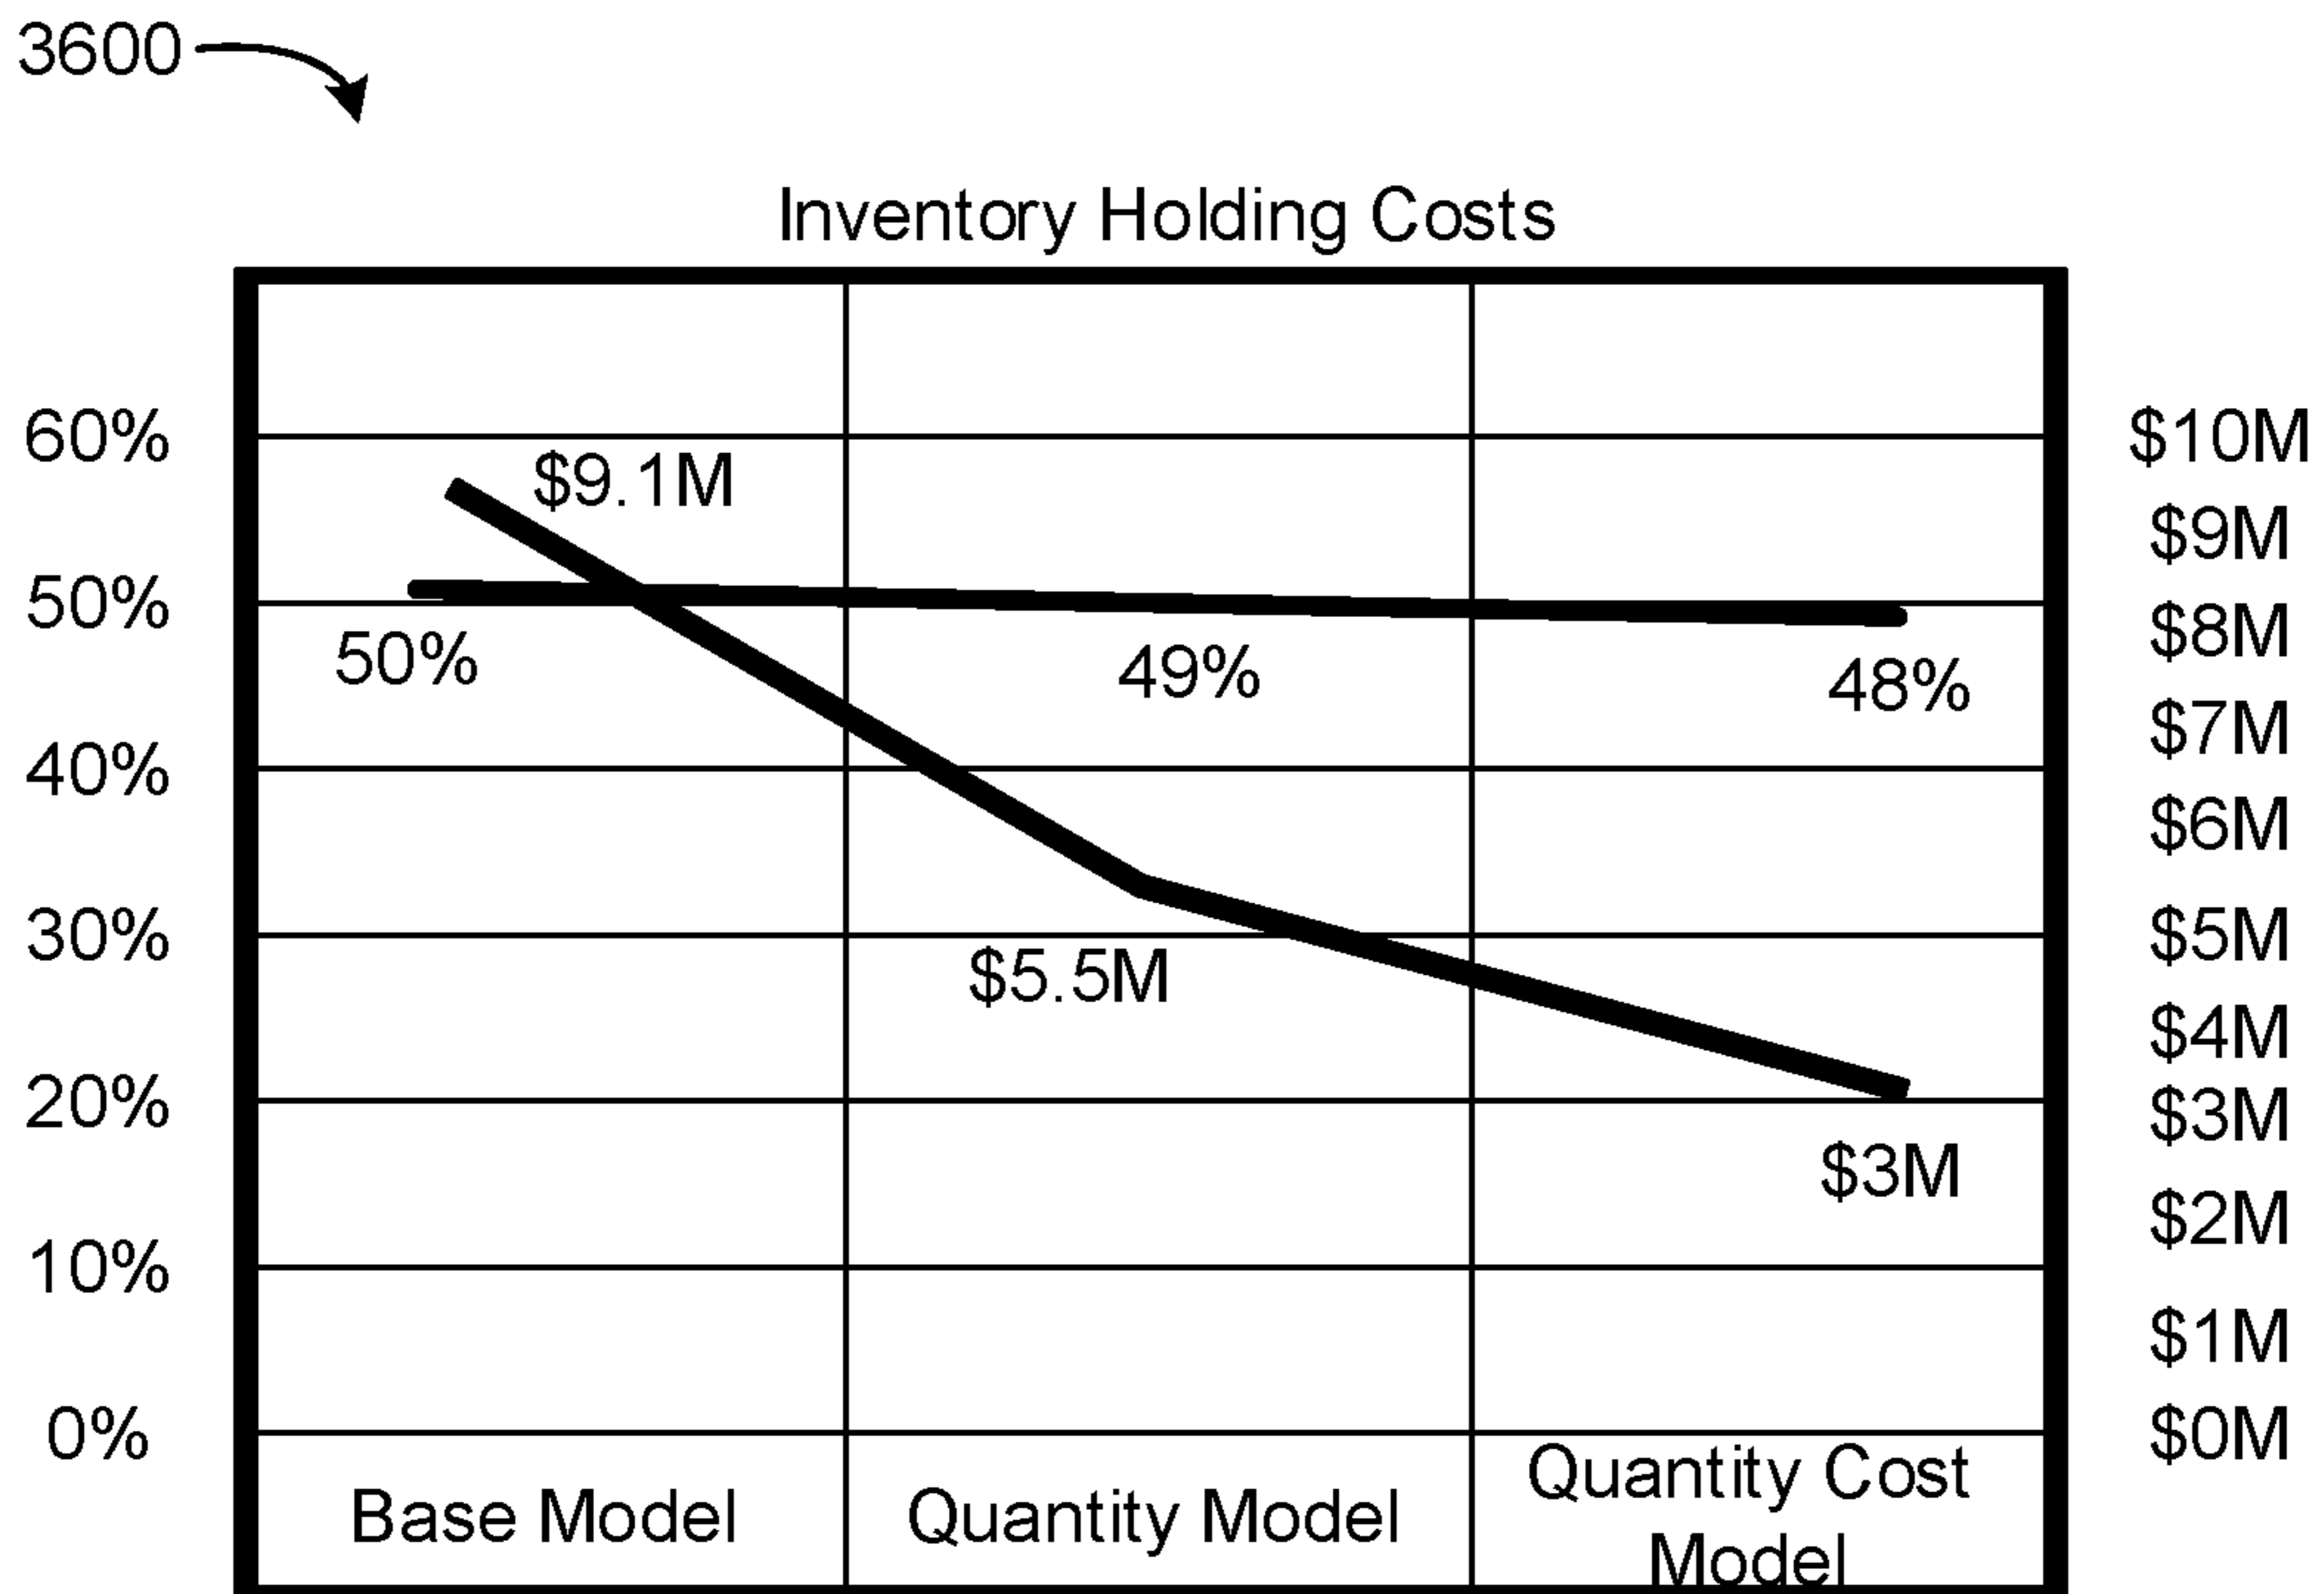 3600
Inventory Holding Costs
60%
$10M
$9.1M
$9M
50%
$8M
50%
49%
48%
$7M
40%
$6M
30%
$5M
$5.5M
$4M
20%
$3M
$3M
$2M
10%
$1M
0%
$0M
Base Model
Quantity Model
Quantity Cost
Model